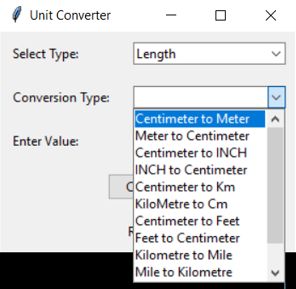 Unit Converter
Select Type: Length
Conversion Type:
Centimeter to Meter
Meter to Centimeter
Centimeter to INCH
INCH to Centimeter
Centimeter to Km
KiloMetre to Cm
Centimeter to Feet
Feet to Centimeter
Kilometre to Mile
Mile to Kilometre
Enter Value: